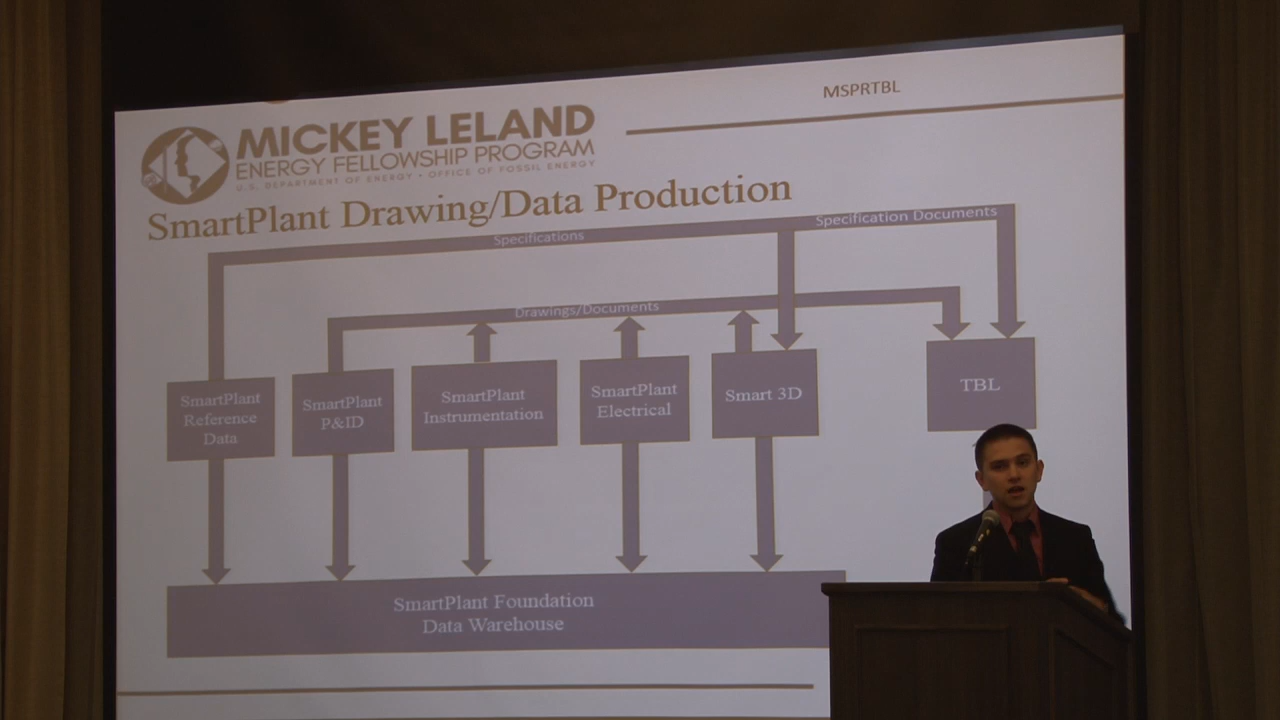 MSPRTBL
MICKEY LELAND
ENERGY FELLOWSHIP PROGRAM
U.S. DEPARTMENT OF ENERGY • OFFICE OF FOSSIL ENERGY
SmartPlant Drawing/Data Production
Specification Documents
Specifications
Drawings/Documents
SmartPlant
Reference
Data
SmartPlant
P&ID
SmartPlant
Instrumentation
SmartPlant
Electrical
Smart 3D
TBL
SmartPlant Foundation
Data Warehouse